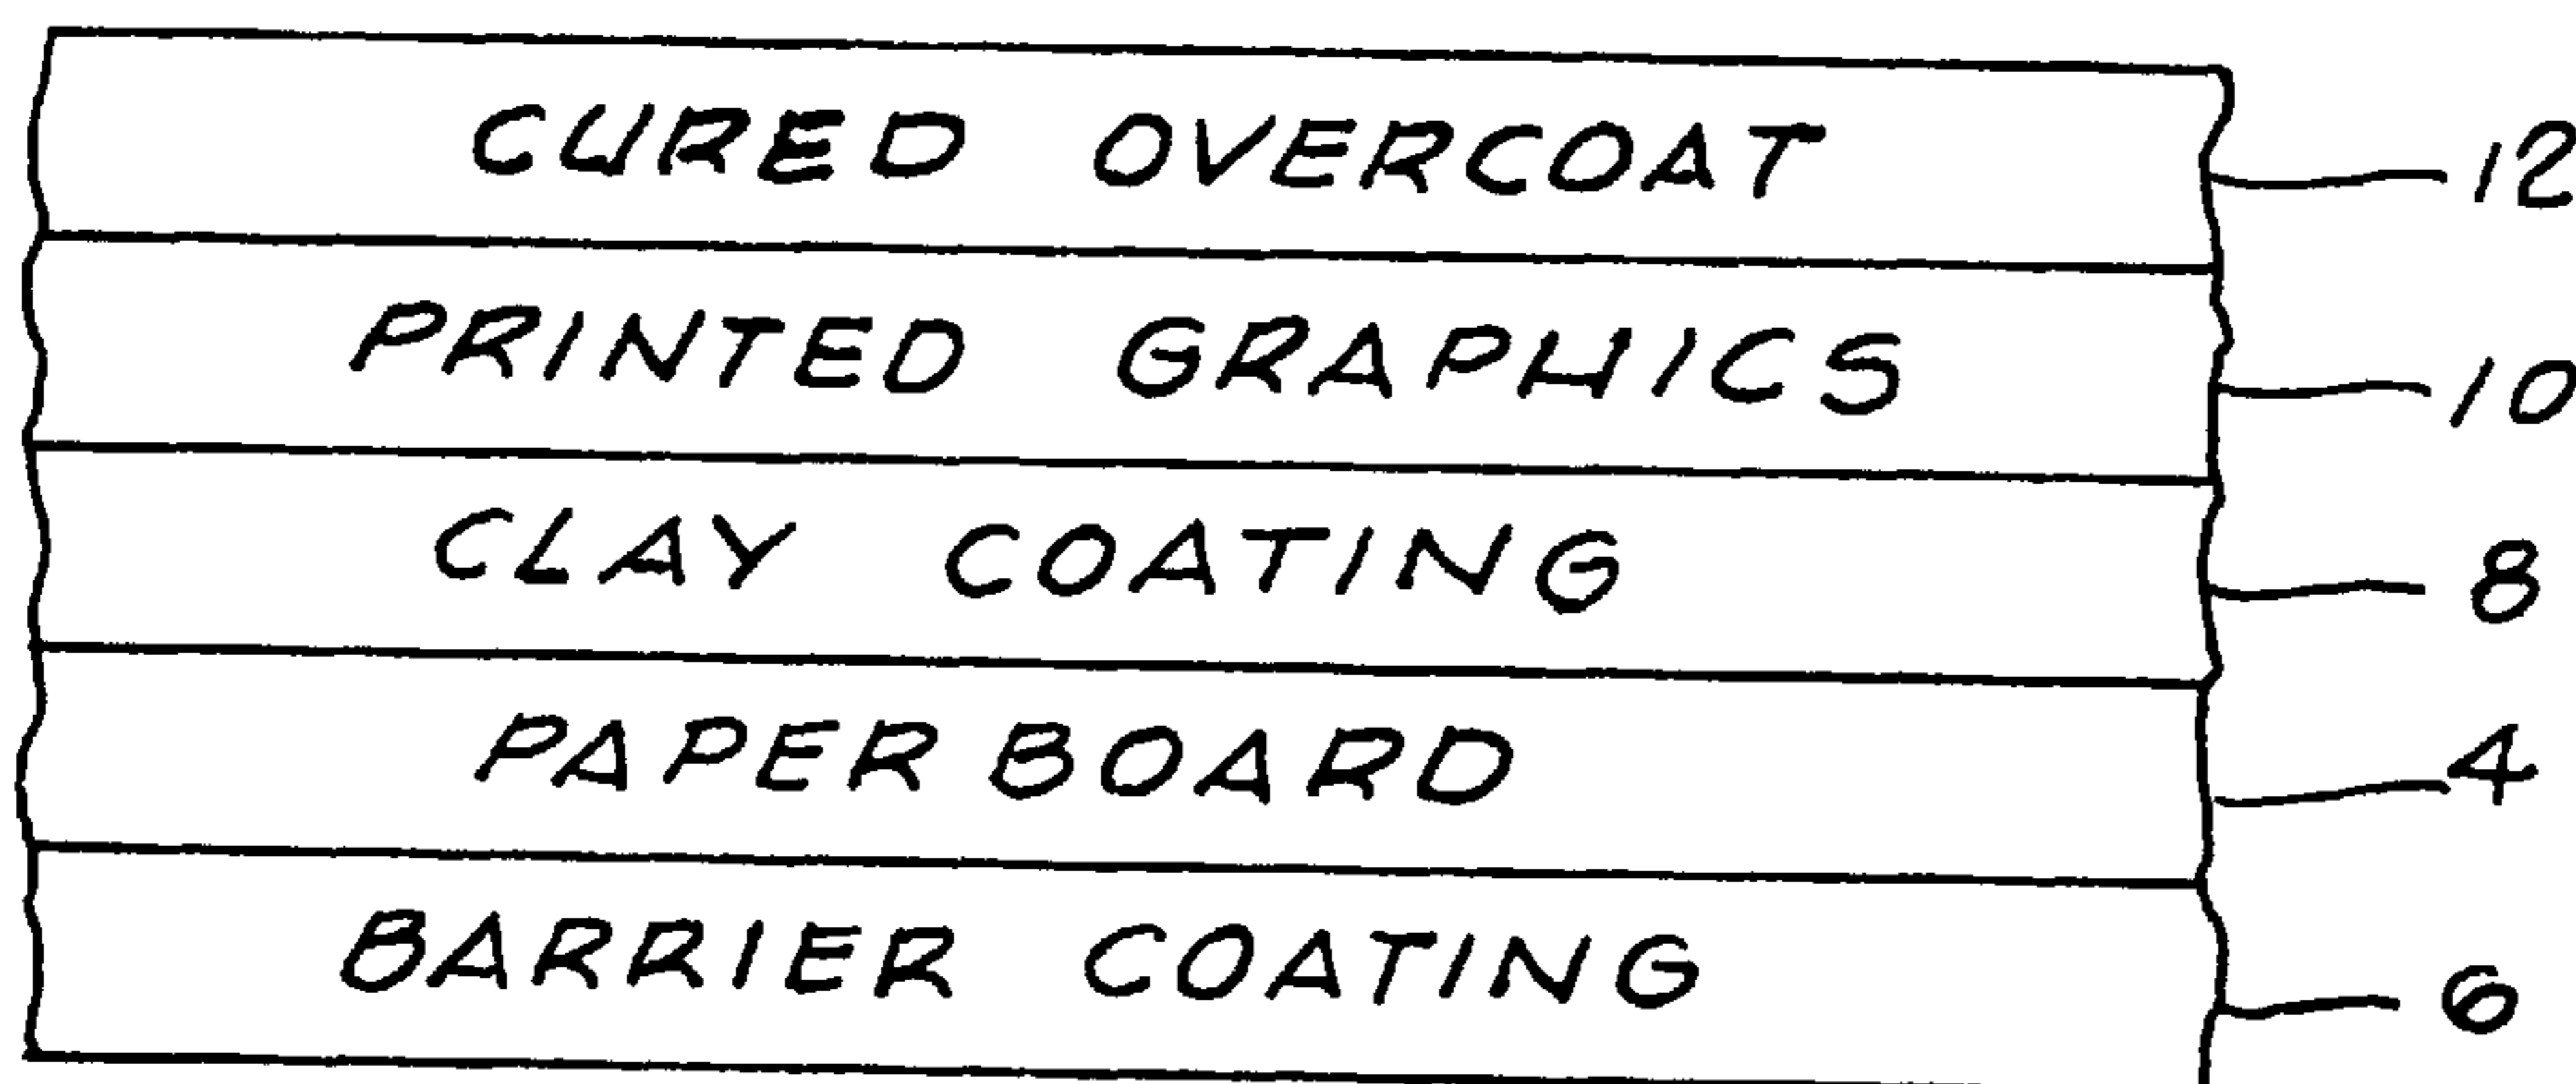 CURED OVERCOAT 12
PRINTED GRAPHICS 10
CLAY COATING 8
PAPER BOARD 4
BARRIER COATING 6